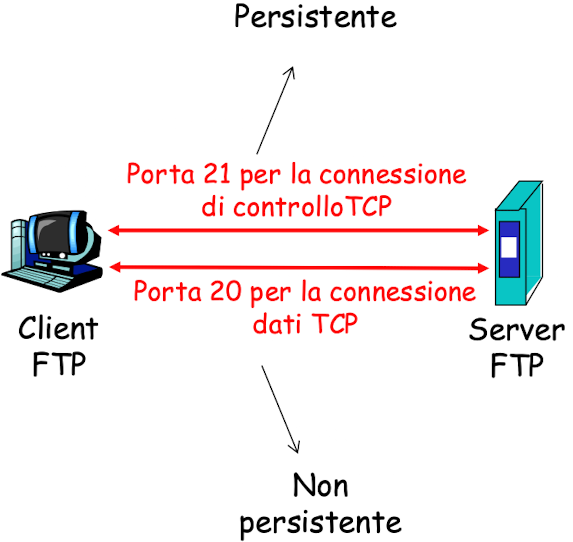 Persistente
Porta 21 per la connessione
di controlloTCP
Porta 20 per la connessione
dati TCP
Client
FTP
Server
FTP
Non
persistente